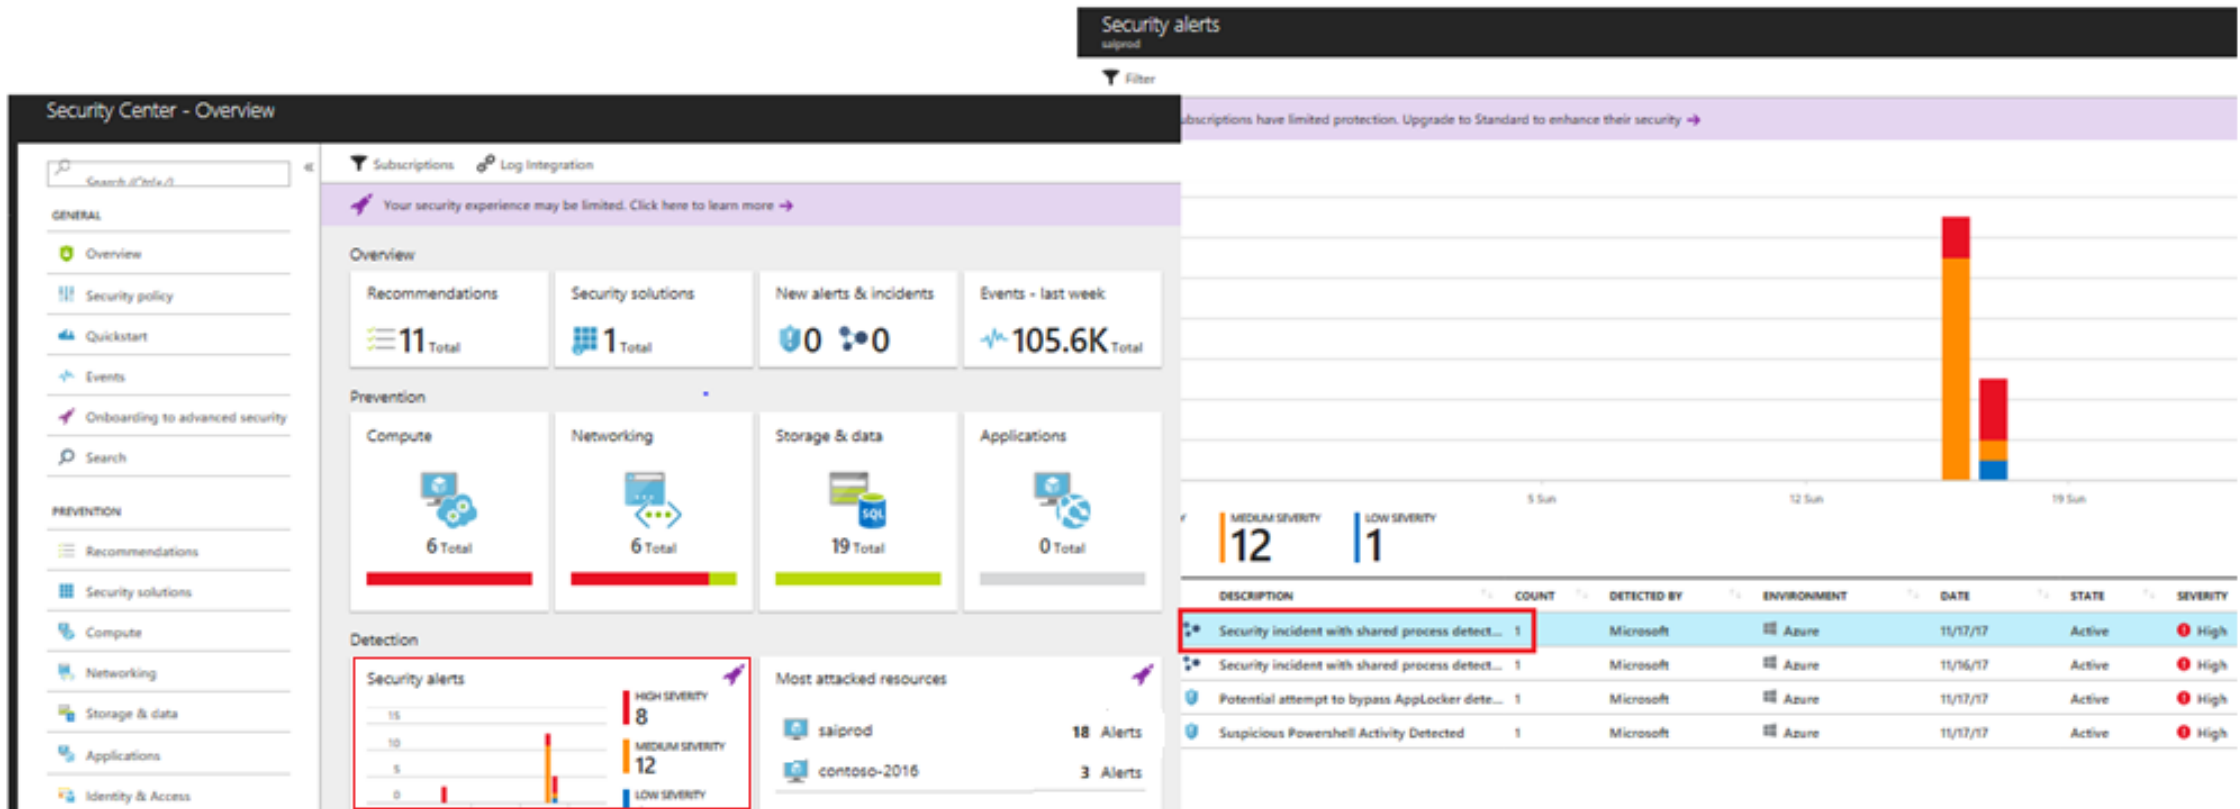 Security alerts
saiprod
Filter
ubscriptions have limited protection. Upgrade to Standard to enhance their security →
Security Center - Overview
Search (Ctrl+/)
«
Subscriptions
Log Integration
Your security experience may be limited. Click here to learn more →
GENERAL
Overview
Security policy
Quickstart
Events
Onboarding to advanced security
Search
PREVENTION
Recommendations
Security solutions
Compute
Networking
Storage & data
Applications
Identity & Access
Overview
Recommendations
11 Total
Security solutions
1 Total
New alerts & incidents
0 0
Events - last week
105.6K Total
Prevention
Compute
6 Total
Networking
6 Total
Storage & data
SQL
19 Total
Applications
0 Total
Detection
Security alerts
15
10
5
0
HIGH SEVERITY
8
MEDIUM SEVERITY
12
LOW SEVERITY
Most attacked resources
saiprod 18 Alerts
contoso-2016 3 Alerts
5 Sun 12 Sun 19 Sun
Y
MEDIUM SEVERITY
12
LOW SEVERITY
1
DESCRIPTION COUNT DETECTED BY ENVIRONMENT DATE STATE SEVERITY
Security incident with shared process detect... 1 Microsoft Azure 11/17/17 Active High
Security incident with shared process detect... 1 Microsoft Azure 11/16/17 Active High
Potential attempt to bypass AppLocker dete... 1 Microsoft Azure 11/17/17 Active High
Suspicious Powershell Activity Detected 1 Microsoft Azure 11/17/17 Active High